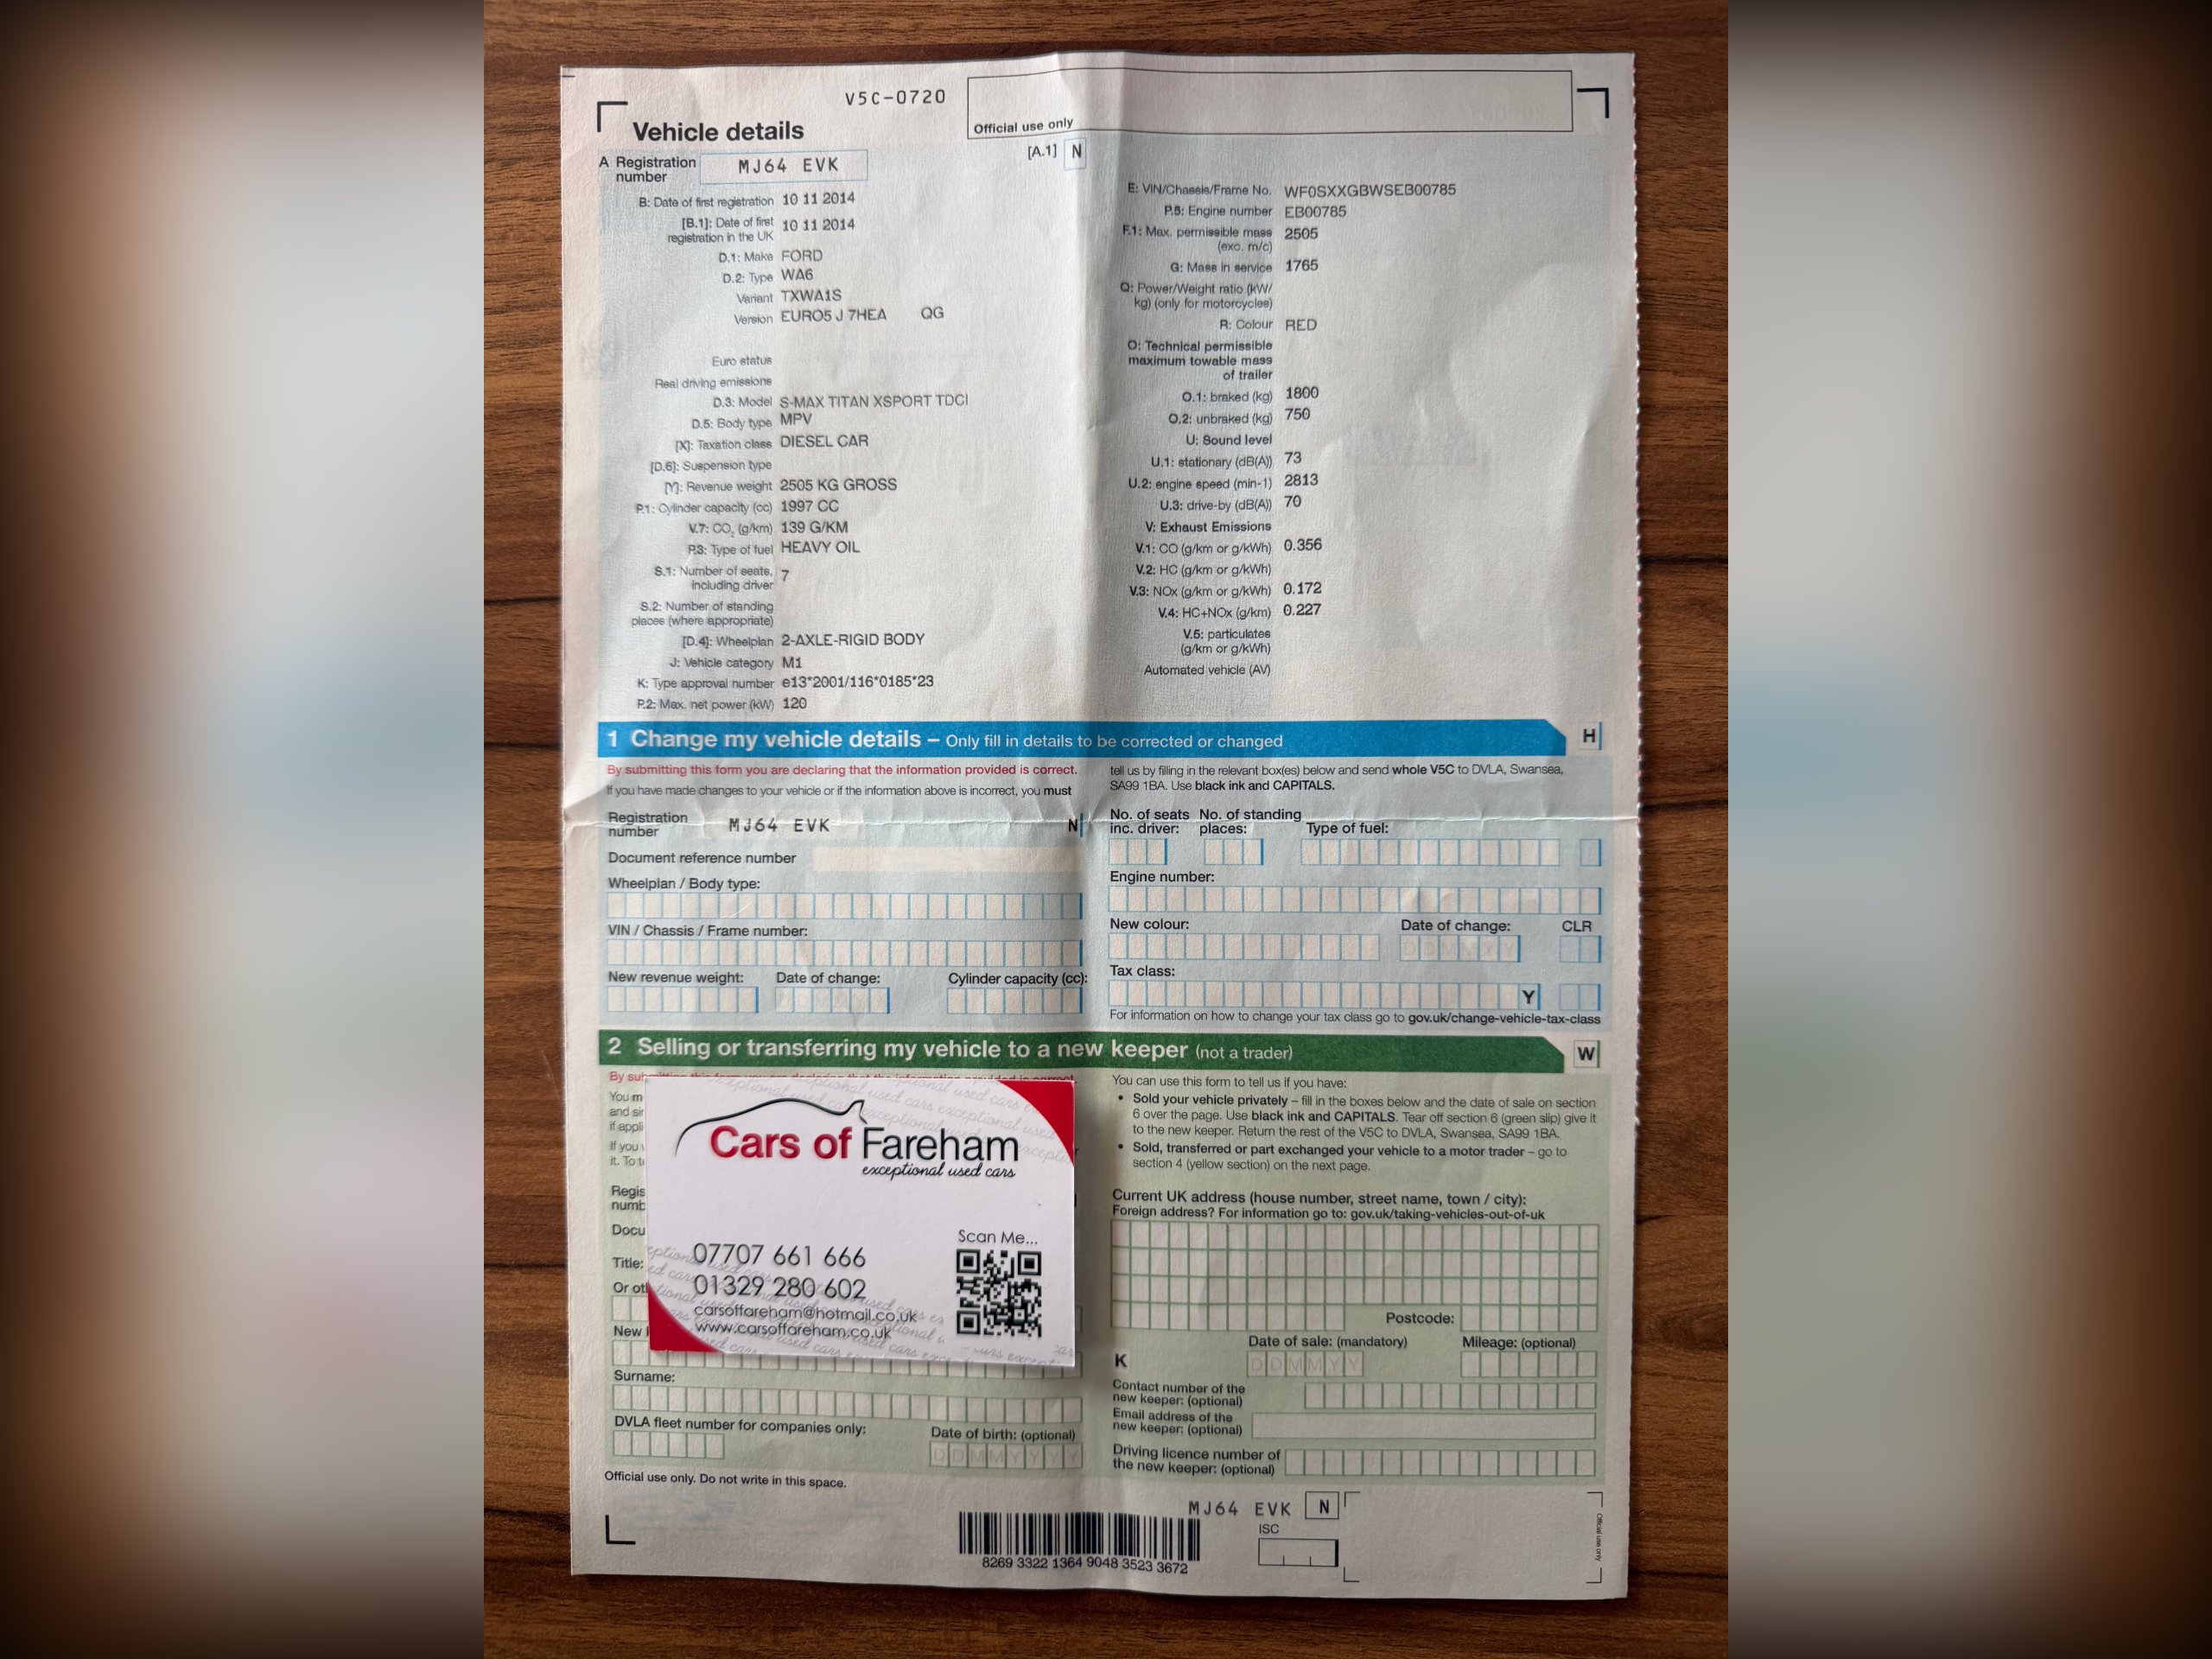 V5C-0720
Official use only
Vehicle details
A Registration number MJ64 EVK
[A.1] N
B: Date of first registration 10 11 2014
[B.1]: Date of first registration in the UK 10 11 2014
D.1: Make FORD
D.2: Type WA6
Variant TXWA1S
Version EURO5 J 7HEA QG
Euro status
Real driving emissions
D.3: Model S-MAX TITAN XSPORT TDCI
D.5: Body type MPV
[X]: Taxation class DIESEL CAR
[D.6]: Suspension type
[Y]: Revenue weight 2505 KG GROSS
P.1: Cylinder capacity (cc) 1997 CC
V.7: CO2 (g/km) 139 G/KM
P.3: Type of fuel HEAVY OIL
S.1: Number of seats, including driver 7
S.2: Number of standing places (where appropriate)
[D.4]: Wheelplan 2-AXLE-RIGID BODY
J: Vehicle category M1
K: Type approval number e13*2001/116*0185*23
P.2: Max. net power (kW) 120
E: VIN/Chassis/Frame No. WF0SXXGBWSEB00785
P.5: Engine number EB00785
F.1: Max. permissible mass (exc. m/c) 2505
G: Mass in service 1765
Q: Power/Weight ratio (kW/kg) (only for motorcycles)
R: Colour RED
O: Technical permissible maximum towable mass of trailer
O.1: braked (kg) 1800
O.2: unbraked (kg) 750
U: Sound level
U.1: stationary (dB(A)) 73
U.2: engine speed (min-1) 2813
U.3: drive-by (dB(A)) 70
V: Exhaust Emissions
V.1: CO (g/km or g/kWh) 0.356
V.2: HC (g/km or g/kWh)
V.3: NOx (g/km or g/kWh) 0.172
V.4: HC+NOx (g/km) 0.227
V.5: particulates (g/km or g/kWh)
Automated vehicle (AV)
1 Change my vehicle details – Only fill in details to be corrected or changed
H
By submitting this form you are declaring that the information provided is correct.
If you have made changes to your vehicle or if the information above is incorrect, you must
tell us by filling in the relevant box(es) below and send whole V5C to DVLA, Swansea,
SA99 1BA. Use black ink and CAPITALS.
Registration number MJ64 EVK N
Document reference number
Wheelplan / Body type:
VIN / Chassis / Frame number:
New revenue weight: Date of change: Cylinder capacity (cc):
No. of seats inc. driver: No. of standing places: Type of fuel:
Engine number:
New colour: Date of change: CLR
DDMMYY
Tax class:
Y
For information on how to change your tax class go to gov.uk/change-vehicle-tax-class
2 Selling or transferring my vehicle to a new keeper (not a trader)
W
By
You
and
if
If you
it. To
Title:
Or
New
Surname:
DVLA fleet number for companies only:
Date of birth: (optional)
DDMMYYYY
Official use only. Do not write in this space.
Cars of Fareham
exceptional used cars
Scan Me...
07707 661 666
01329 280 602
carsoffareham@hotmail.co.uk
www.carsoffareham.co.uk
You can use this form to tell us if you have:
• Sold your vehicle privately – fill in the boxes below and the date of sale on section
6 over the page. Use black ink and CAPITALS. Tear off section 6 (green slip) give it
to the new keeper. Return the rest of the V5C to DVLA, Swansea, SA99 1BA.
• Sold, transferred or part exchanged your vehicle to a motor trader – go to
section 4 (yellow section) on the next page.
Current UK address (house number, street name, town / city):
Foreign address? For information go to: gov.uk/taking-vehicles-out-of-uk
Postcode:
Date of sale: (mandatory) Mileage: (optional)
K DDMMYY
Contact number of the new keeper: (optional)
Email address of the new keeper: (optional)
Driving licence number of the new keeper: (optional)
MJ64 EVK N
ISC
8269 3322 1364 9048 3523 3672
Official use only